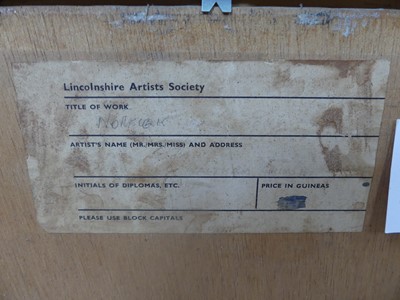 Lincolnshire Artists Society
TITLE OF WORK
ARTIST'S NAME (MR./MRS./MISS) AND ADDRESS
INITIALS OF DIPLOMAS, ETC.
PRICE IN GUINEAS
PLEASE USE BLOCK CAPITALS